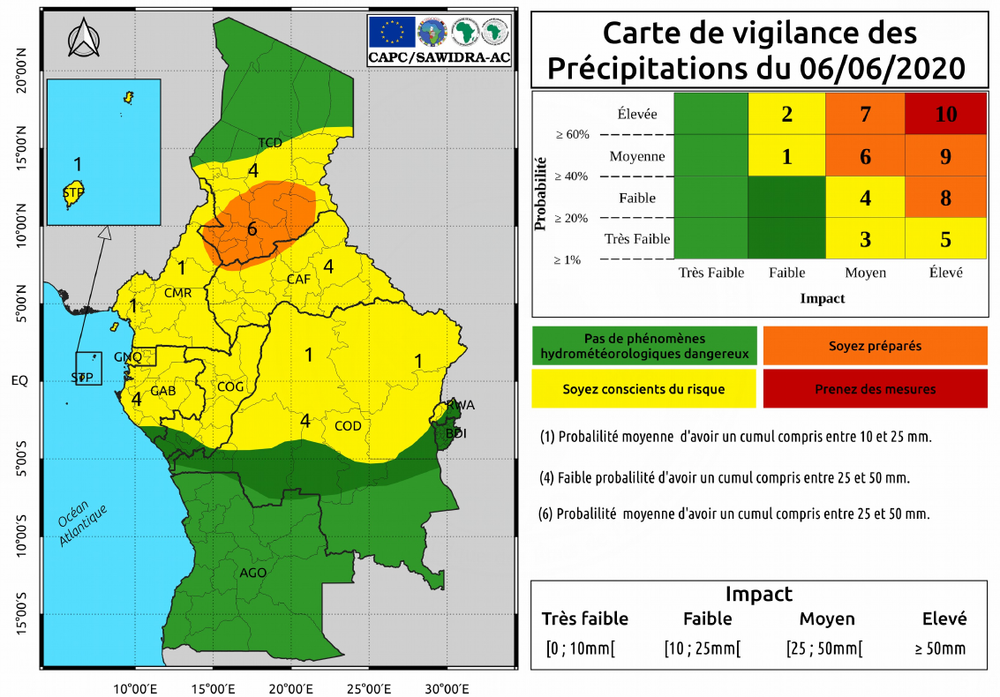 Carte de vigilance des
Précipitations du 06/06/2020
CAPC/SAWIDRA-AC
20°00′N
15°00′N
10°00′N
5°00′N
EQ
5°00′S
10°00′S
15°00′S
10°00′E
15°00′E
20°00′E
25°00′E
30°00′E
1
STP
TCD
4
6
1
4
CMR
CAF
1
GNQ
STP
1
1
GAB
COG
4
4
COD
RWA
BDI
Océan
Atlantique
AGO
Probabilité
Élevée
2
7
10
≥ 60%
Moyenne
1
6
9
≥ 40%
Faible
4
8
≥ 20%
Très Faible
3
5
≥ 1%
Très Faible
Faible
Moyen
Élevé
Impact
Pas de phénomènes
hydrométéorologiques dangereux
Soyez préparés
Soyez conscients du risque
Prenez des mesures
(1) Probalilité moyenne d'avoir un cumul compris entre 10 et 25 mm.
(4) Faible probalilité d'avoir un cumul compris entre 25 et 50 mm.
(6) Probalilité moyenne d'avoir un cumul compris entre 25 et 50 mm.
Impact
Très faible
Faible
Moyen
Elevé
[0 ; 10mm[
[10 ; 25mm[
[25 ; 50mm[
≥ 50mm